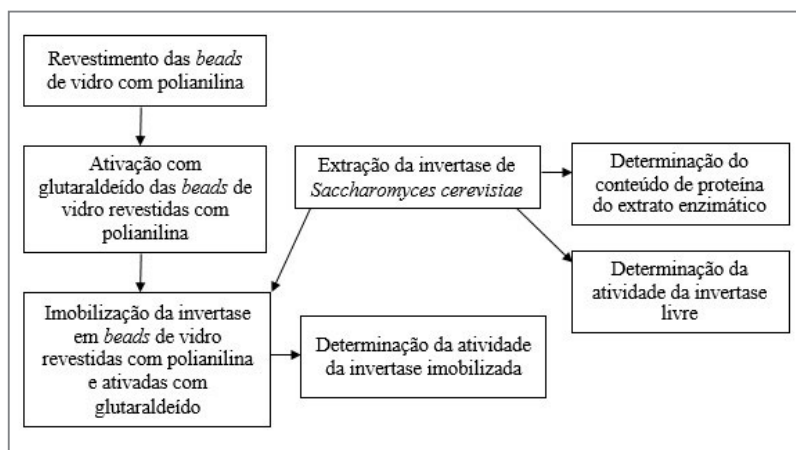 Revestimento das beads
de vidro com polianilina
Ativação com
glutaraldeído das beads de
vidro revestidas com
polianilina
Extração da invertase de
Saccharomyces cerevisiae
Determinação do
conteúdo de proteína
do extrato enzimático
Determinação da
atividade da invertase
livre
Imobilização da invertase
em beads de vidro
revestidas com polianilina
e ativadas com
glutaraldeído
Determinação da atividade
da invertase imobilizada